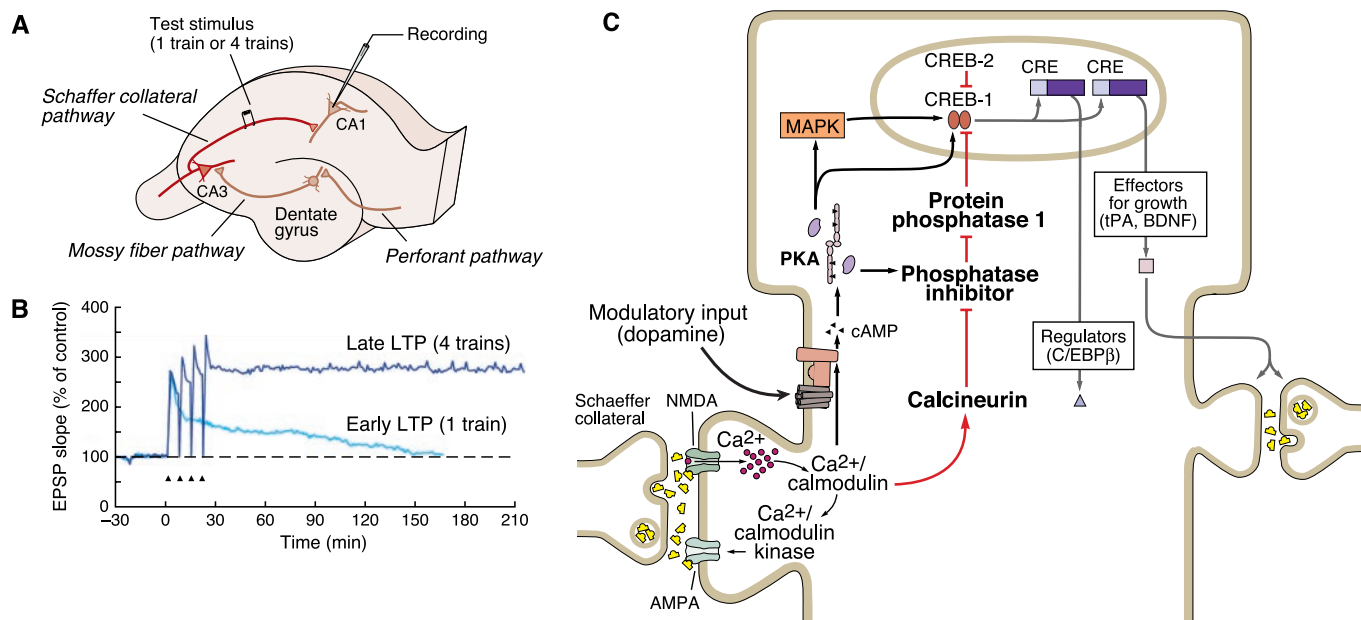 A
Test stimulus
(1 train or 4 trains)
Recording
Schaffer collateral
pathway
CA1
CA3
Dentate
gyrus
Mossy fiber pathway
Perforant pathway
B
EPSP slope (% of control)
400
300
200
150
100
50
0
Late LTP (4 trains)
Early LTP (1 train)
–30 0 30 60 90 120 150 180 210
Time (min)
C
CREB-2
CREB-1
CRE
CRE
MAPK
Effectors
for growth
(tPA, BDNF)
Protein
phosphatase 1
PKA
Phosphatase
inhibitor
Modulatory input
(dopamine)
cAMP
Regulators
(C/EBPβ)
Calcineurin
Schaeffer
collateral
NMDA
Ca2+
Ca2+/
calmodulin
Ca2+/
calmodulin
kinase
AMPA